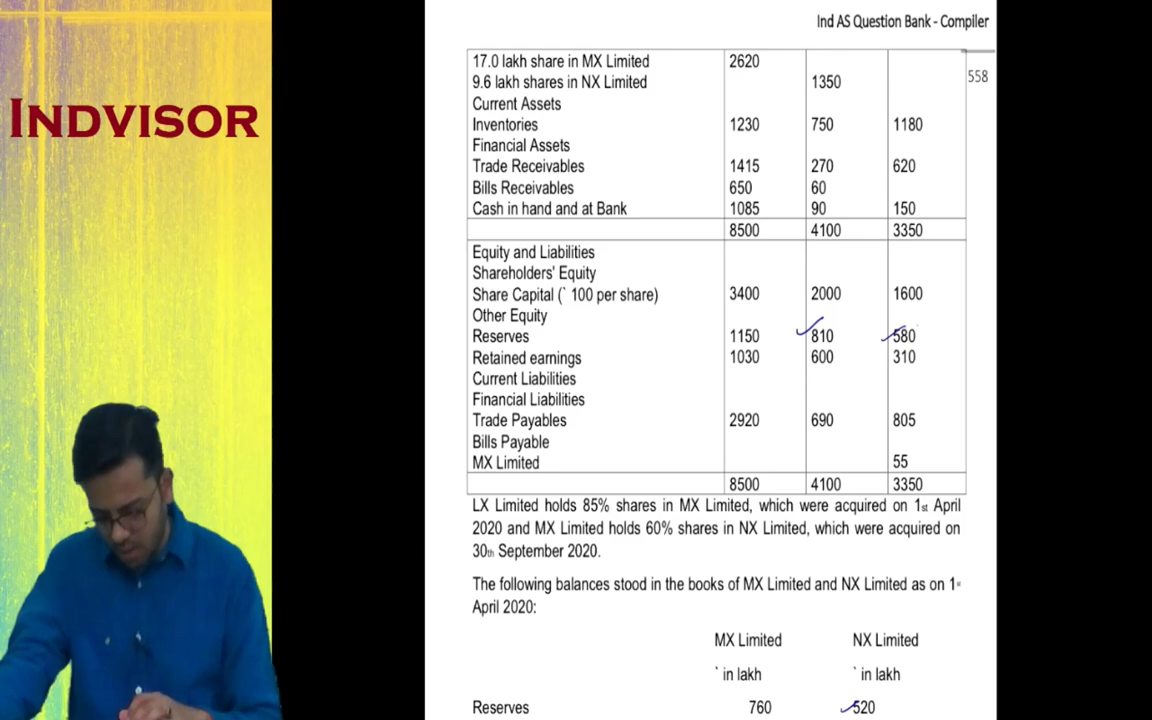 Ind AS Question Bank - Compiler
558
INDVISOR
17.0 lakh share in MX Limited 2620
9.6 lakh shares in NX Limited 1350
Current Assets
Inventories 1230 750 1180
Financial Assets
Trade Receivables 1415 270 620
Bills Receivables 650 60
Cash in hand and at Bank 1085 90 150
8500 4100 3350
Equity and Liabilities
Shareholders' Equity
Share Capital (` 100 per share) 3400 2000 1600
Other Equity
Reserves 1150 810 580
Retained earnings 1030 600 310
Current Liabilities
Financial Liabilities
Trade Payables 2920 690 805
Bills Payable
MX Limited 55
8500 4100 3350
LX Limited holds 85% shares in MX Limited, which were acquired on 1st April
2020 and MX Limited holds 60% shares in NX Limited, which were acquired on
30th September 2020.
The following balances stood in the books of MX Limited and NX Limited as on 1st
April 2020:
MX Limited NX Limited
` in lakh ` in lakh
Reserves 760 520